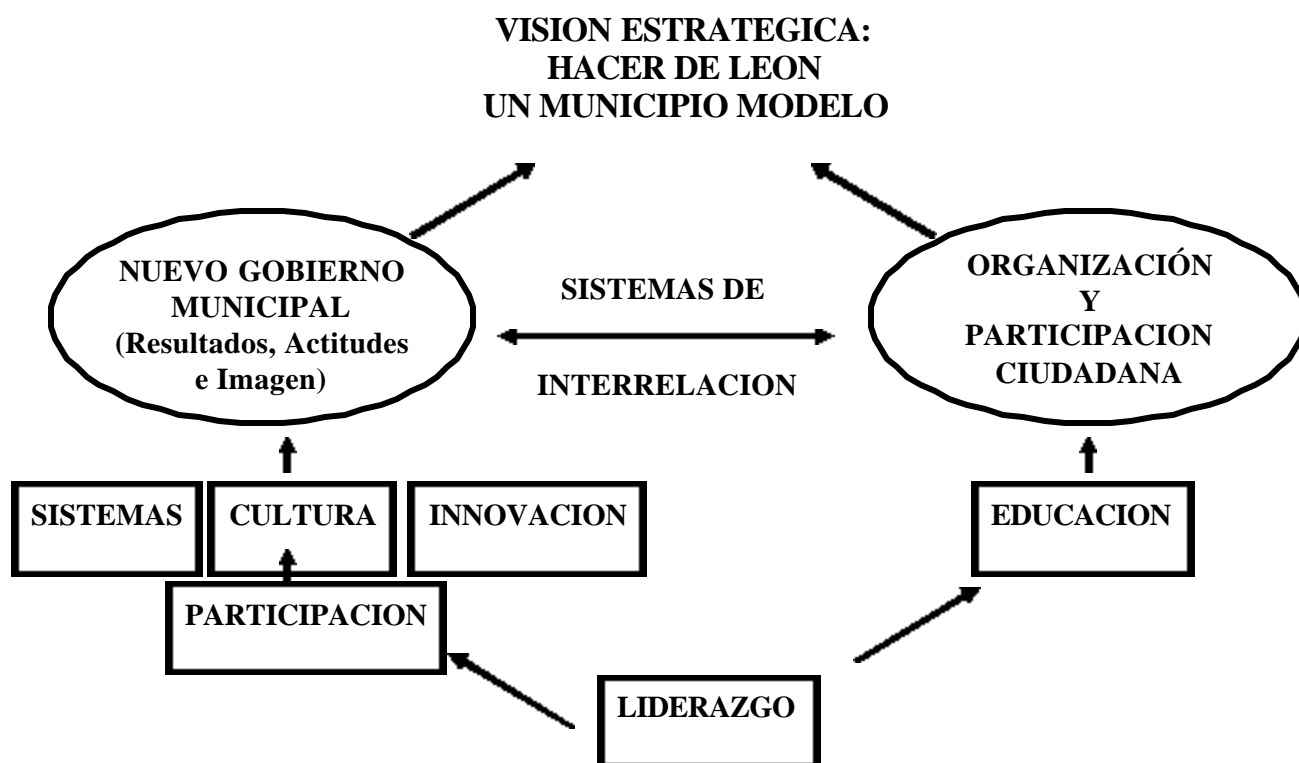 VISION ESTRATEGICA:
HACER DE LEON
UN MUNICIPIO MODELO
NUEVO GOBIERNO
MUNICIPAL
(Resultados, Actitudes
e Imagen)
SISTEMAS DE
INTERRELACION
ORGANIZACIÓN
Y
PARTICIPACION
CIUDADANA
SISTEMAS
CULTURA
INNOVACION
EDUCACION
PARTICIPACION
LIDERAZGO